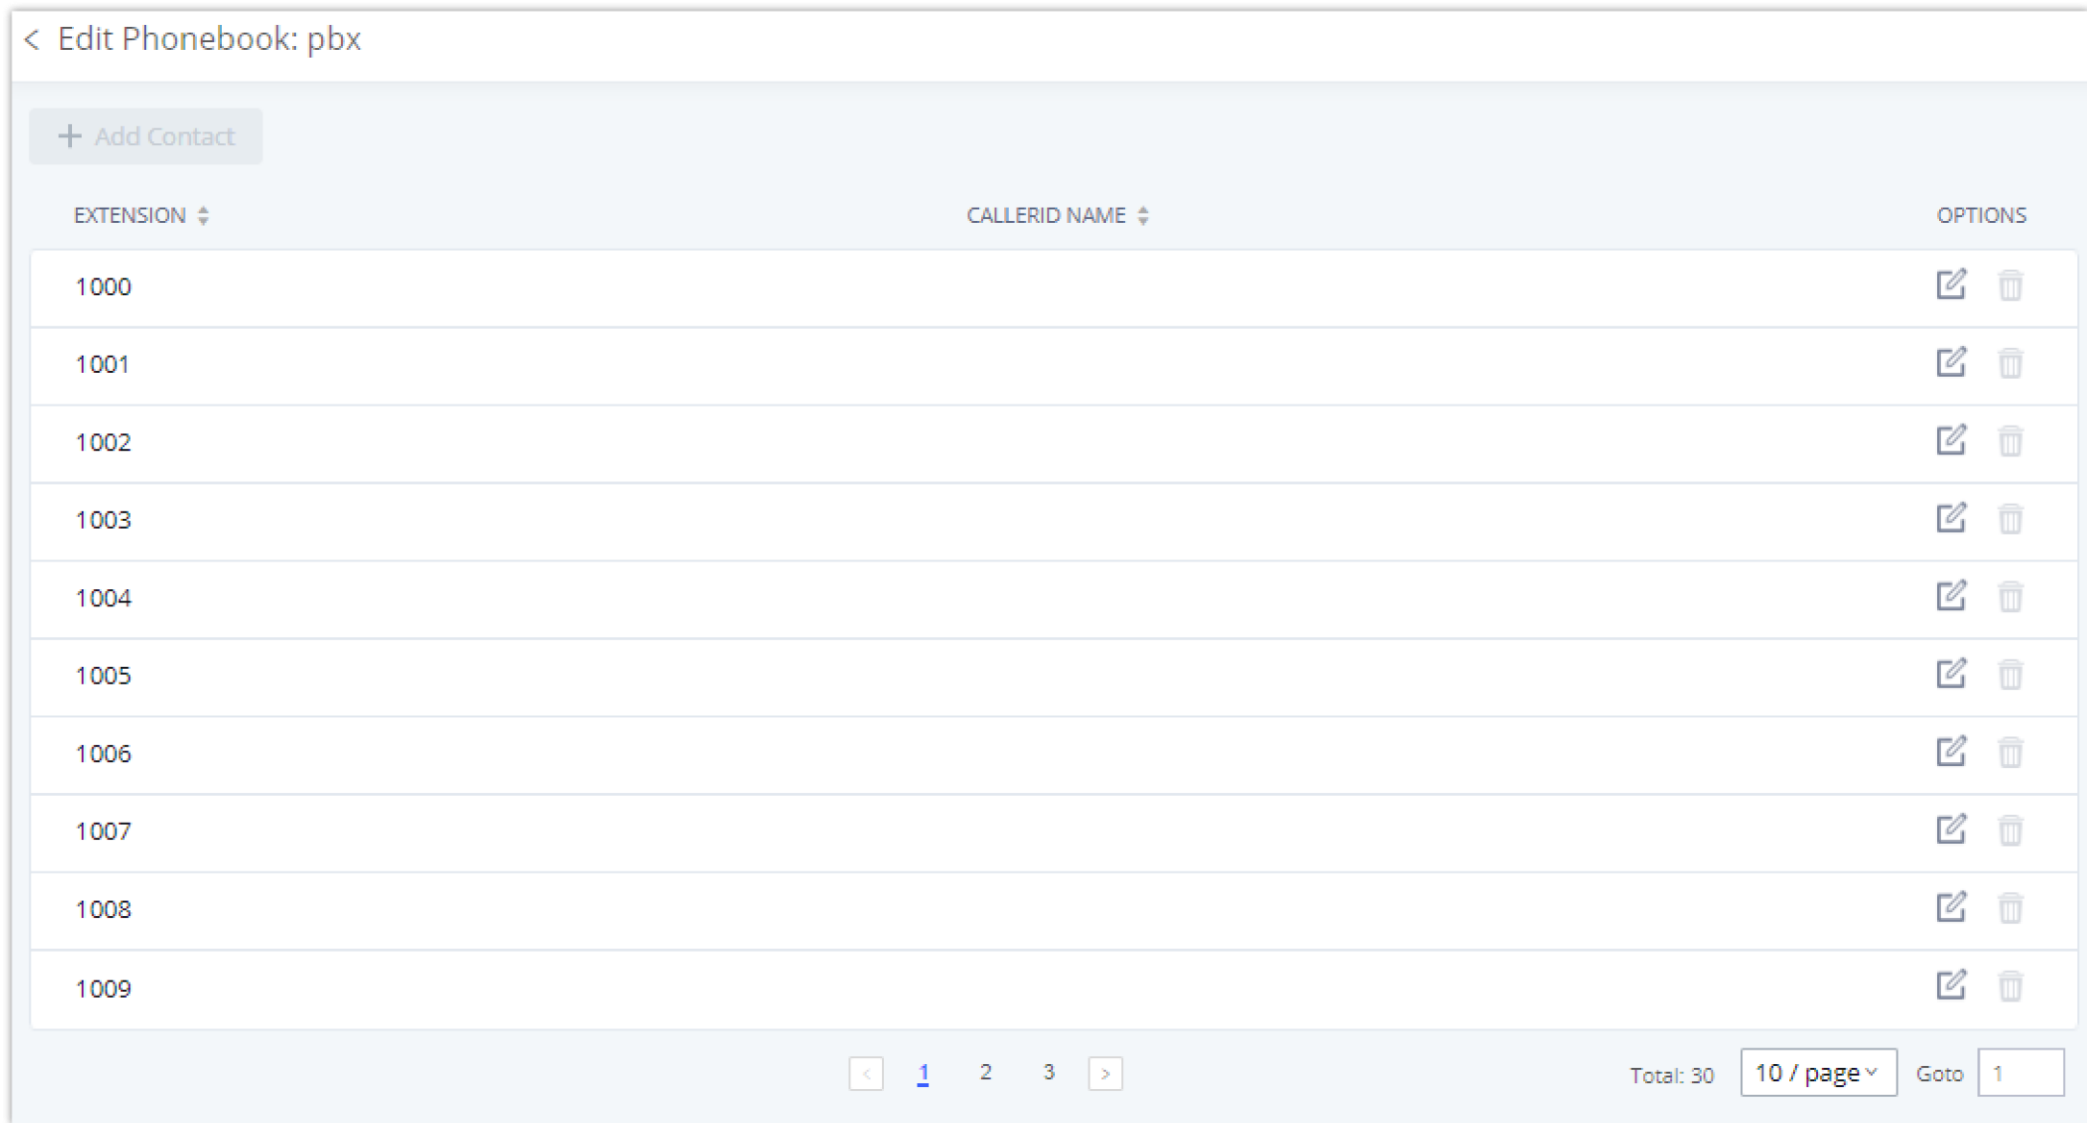 < Edit Phonebook: pbx
+ Add Contact
EXTENSION CALLERID NAME OPTIONS
1000
1001
1002
1003
1004
1005
1006
1007
1008
1009
< 1 2 3 > Total: 30 10 / page Goto 1